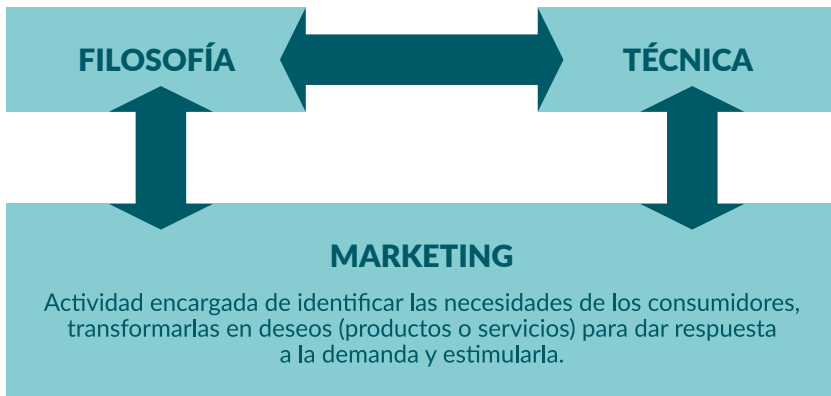 FILOSOFÍA
TÉCNICA
MARKETING
Actividad encargada de identificar las necesidades de los consumidores,
transformarlas en deseos (productos o servicios) para dar respuesta
a la demanda y estimularla.